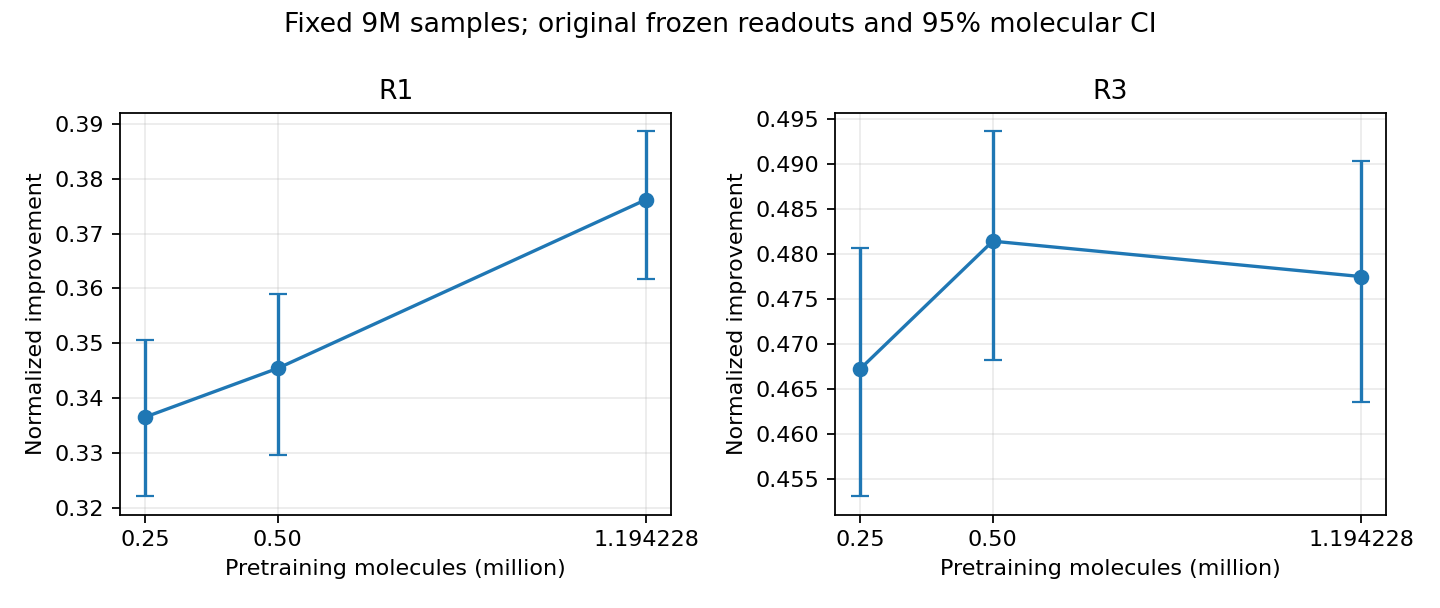 Fixed 9M samples; original frozen readouts and 95% molecular CI
R1
Normalized improvement
0.39
0.38
0.37
0.36
0.35
0.34
0.33
0.32
0.25 0.50 1.194228
Pretraining molecules (million)
R3
Normalized improvement
0.495
0.490
0.485
0.480
0.475
0.470
0.465
0.460
0.455
0.25 0.50 1.194228
Pretraining molecules (million)